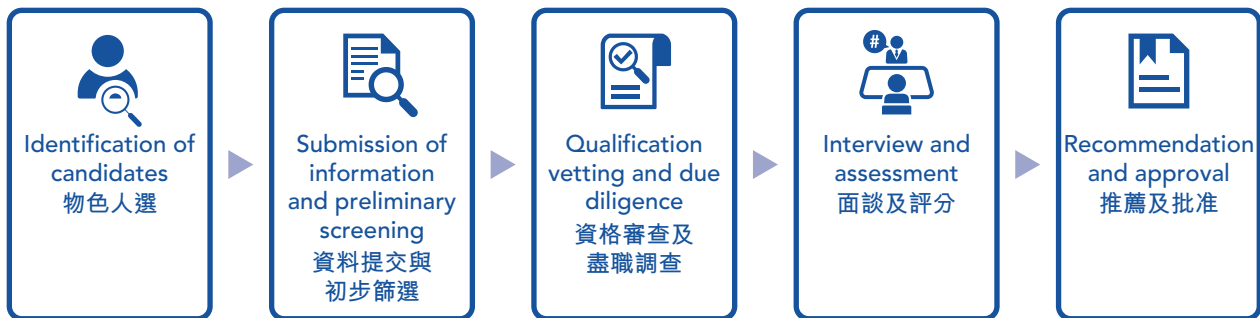 Identification of
candidates
物色人選
Submission of
information
and preliminary
screening
資料提交與
初步篩選
Qualification
vetting and due
diligence
資格審查及
盡職調查
#
Interview and
assessment
面談及評分
Recommendation
and approval
推薦及批准